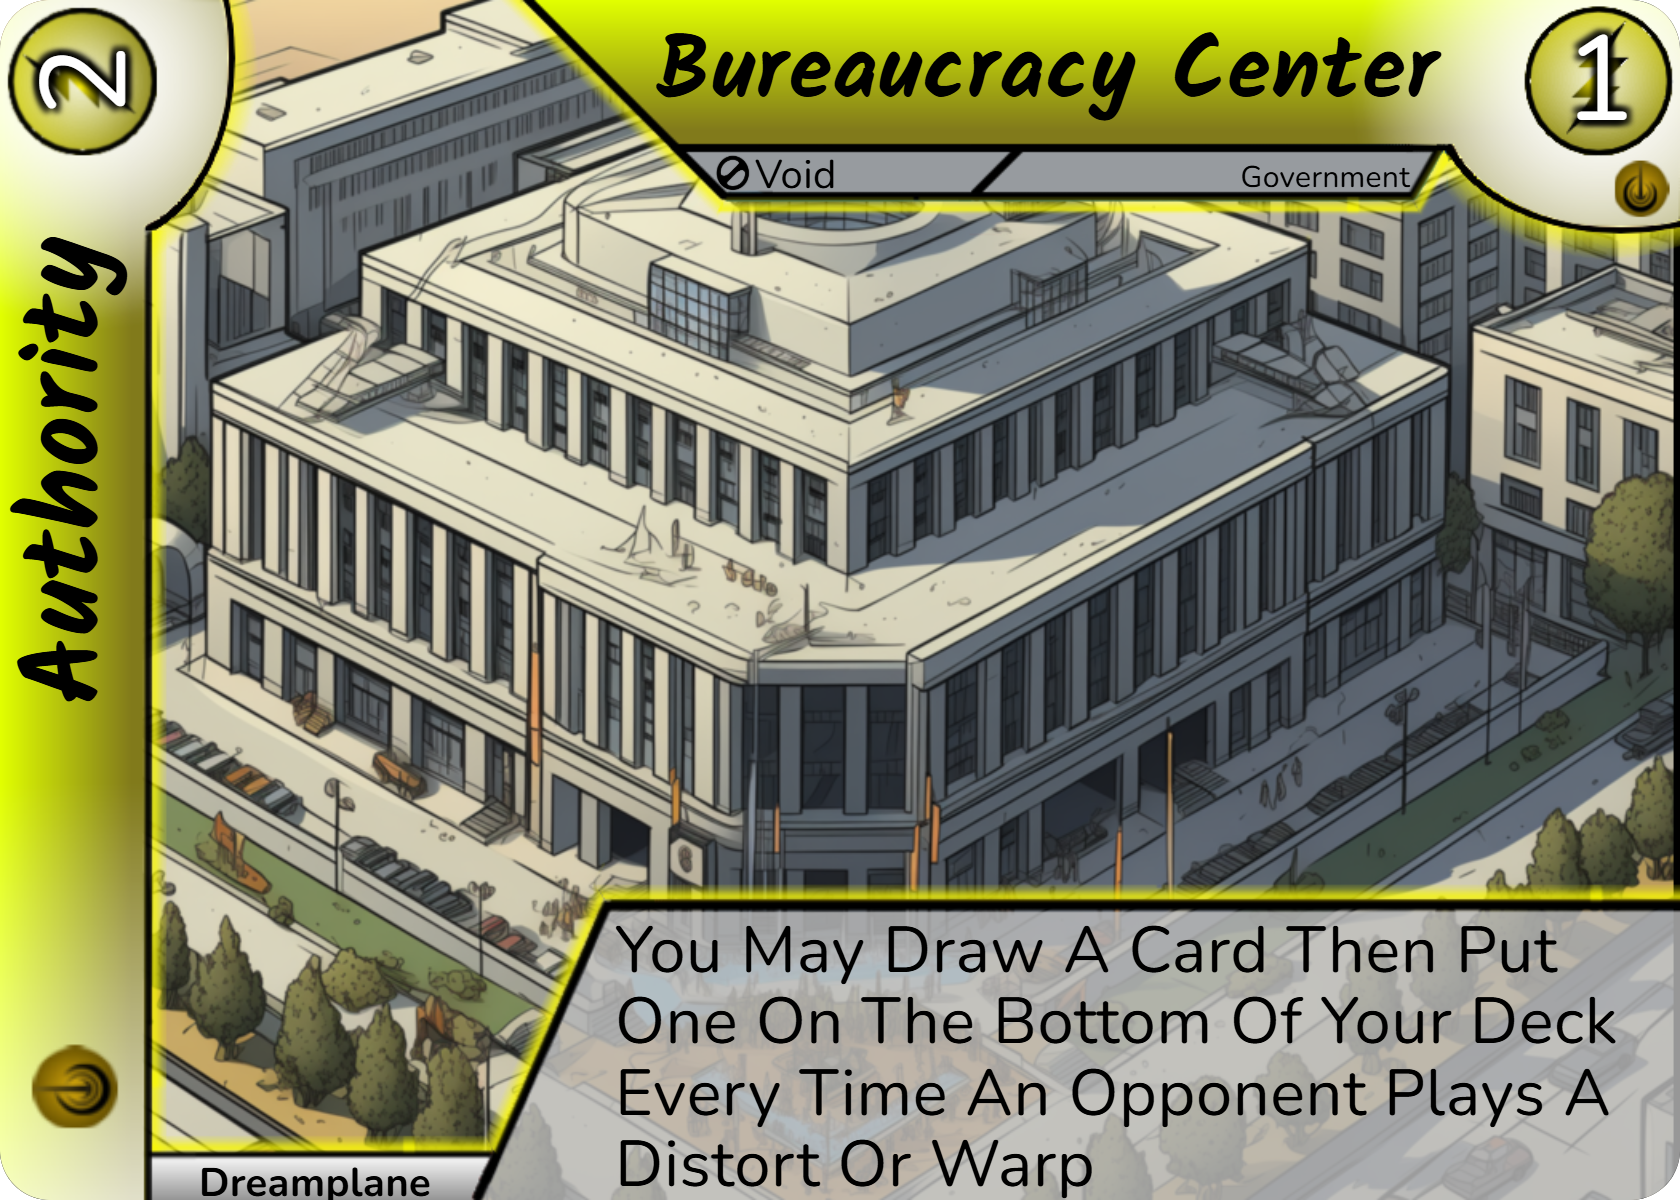 2
Bureaucracy Center
1
Void
Government
Authority
You May Draw A Card Then Put
One On The Bottom Of Your Deck
Every Time An Opponent Plays A
Distort Or Warp
Dreamplane